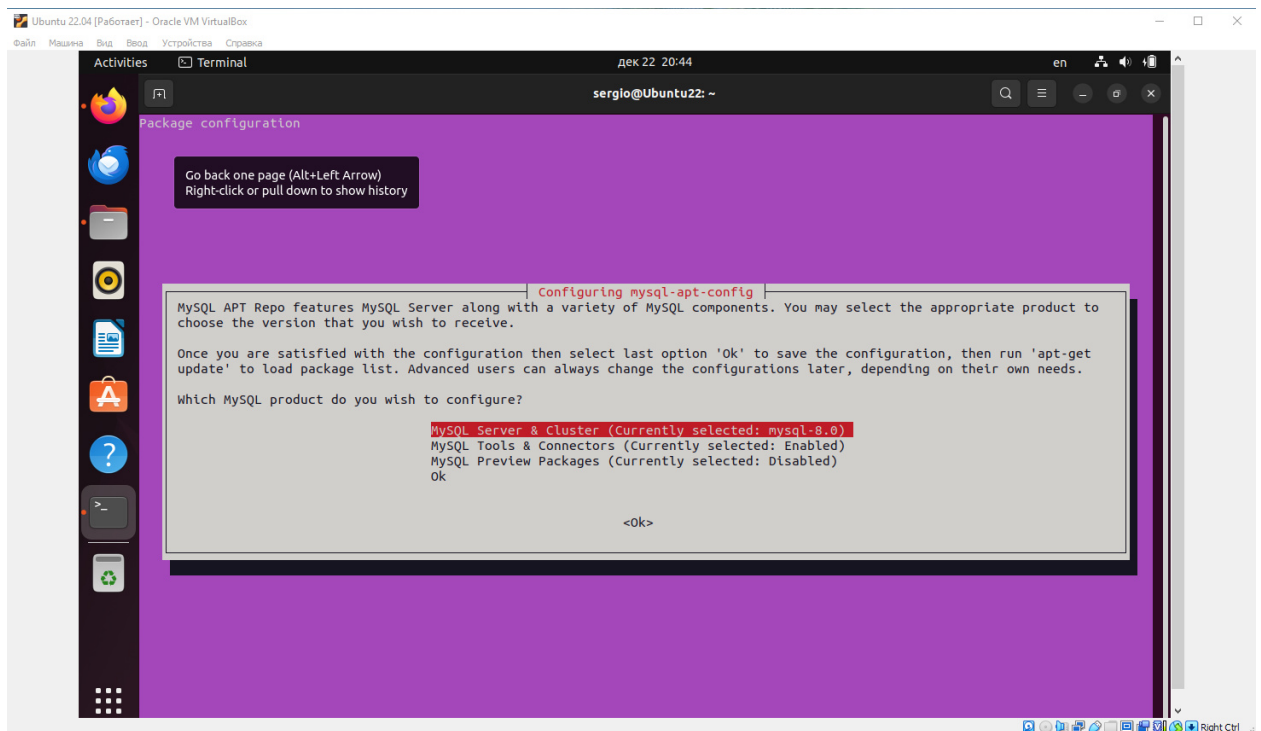 Ubuntu 22.04 [Работает] - Oracle VM VirtualBox
Файл Машина Вид Ввод Устройства Справка
Activities Terminal дек 22 20:44 en
sergio@Ubuntu22: ~
Package configuration
Go back one page (Alt+Left Arrow)
Right-click or pull down to show history
Configuring mysql-apt-config
MySQL APT Repo features MySQL Server along with a variety of MySQL components. You may select the appropriate product to
choose the version that you wish to receive.
Once you are satisfied with the configuration then select last option 'Ok' to save the configuration, then run 'apt-get
update' to load package list. Advanced users can always change the configurations later, depending on their own needs.
Which MySQL product do you wish to configure?
MySQL Server & Cluster (Currently selected: mysql-8.0)
MySQL Tools & Connectors (Currently selected: Enabled)
MySQL Preview Packages (Currently selected: Disabled)
Ok
<Ok>
Right Ctrl